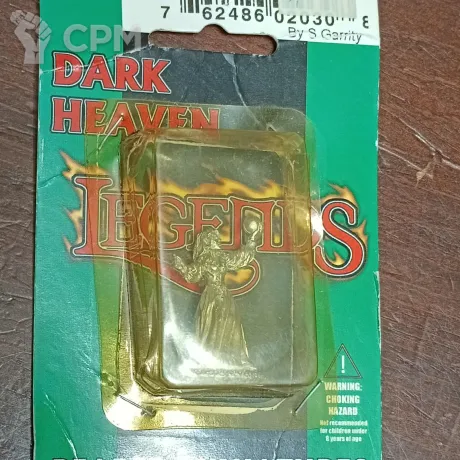 7 62486 02030 8
By S Garrity
CPM
DARK
HEAVEN
LEGENDS
WARNING:
CHOKING
HAZARD
Not recommended
for children under
6 years of age